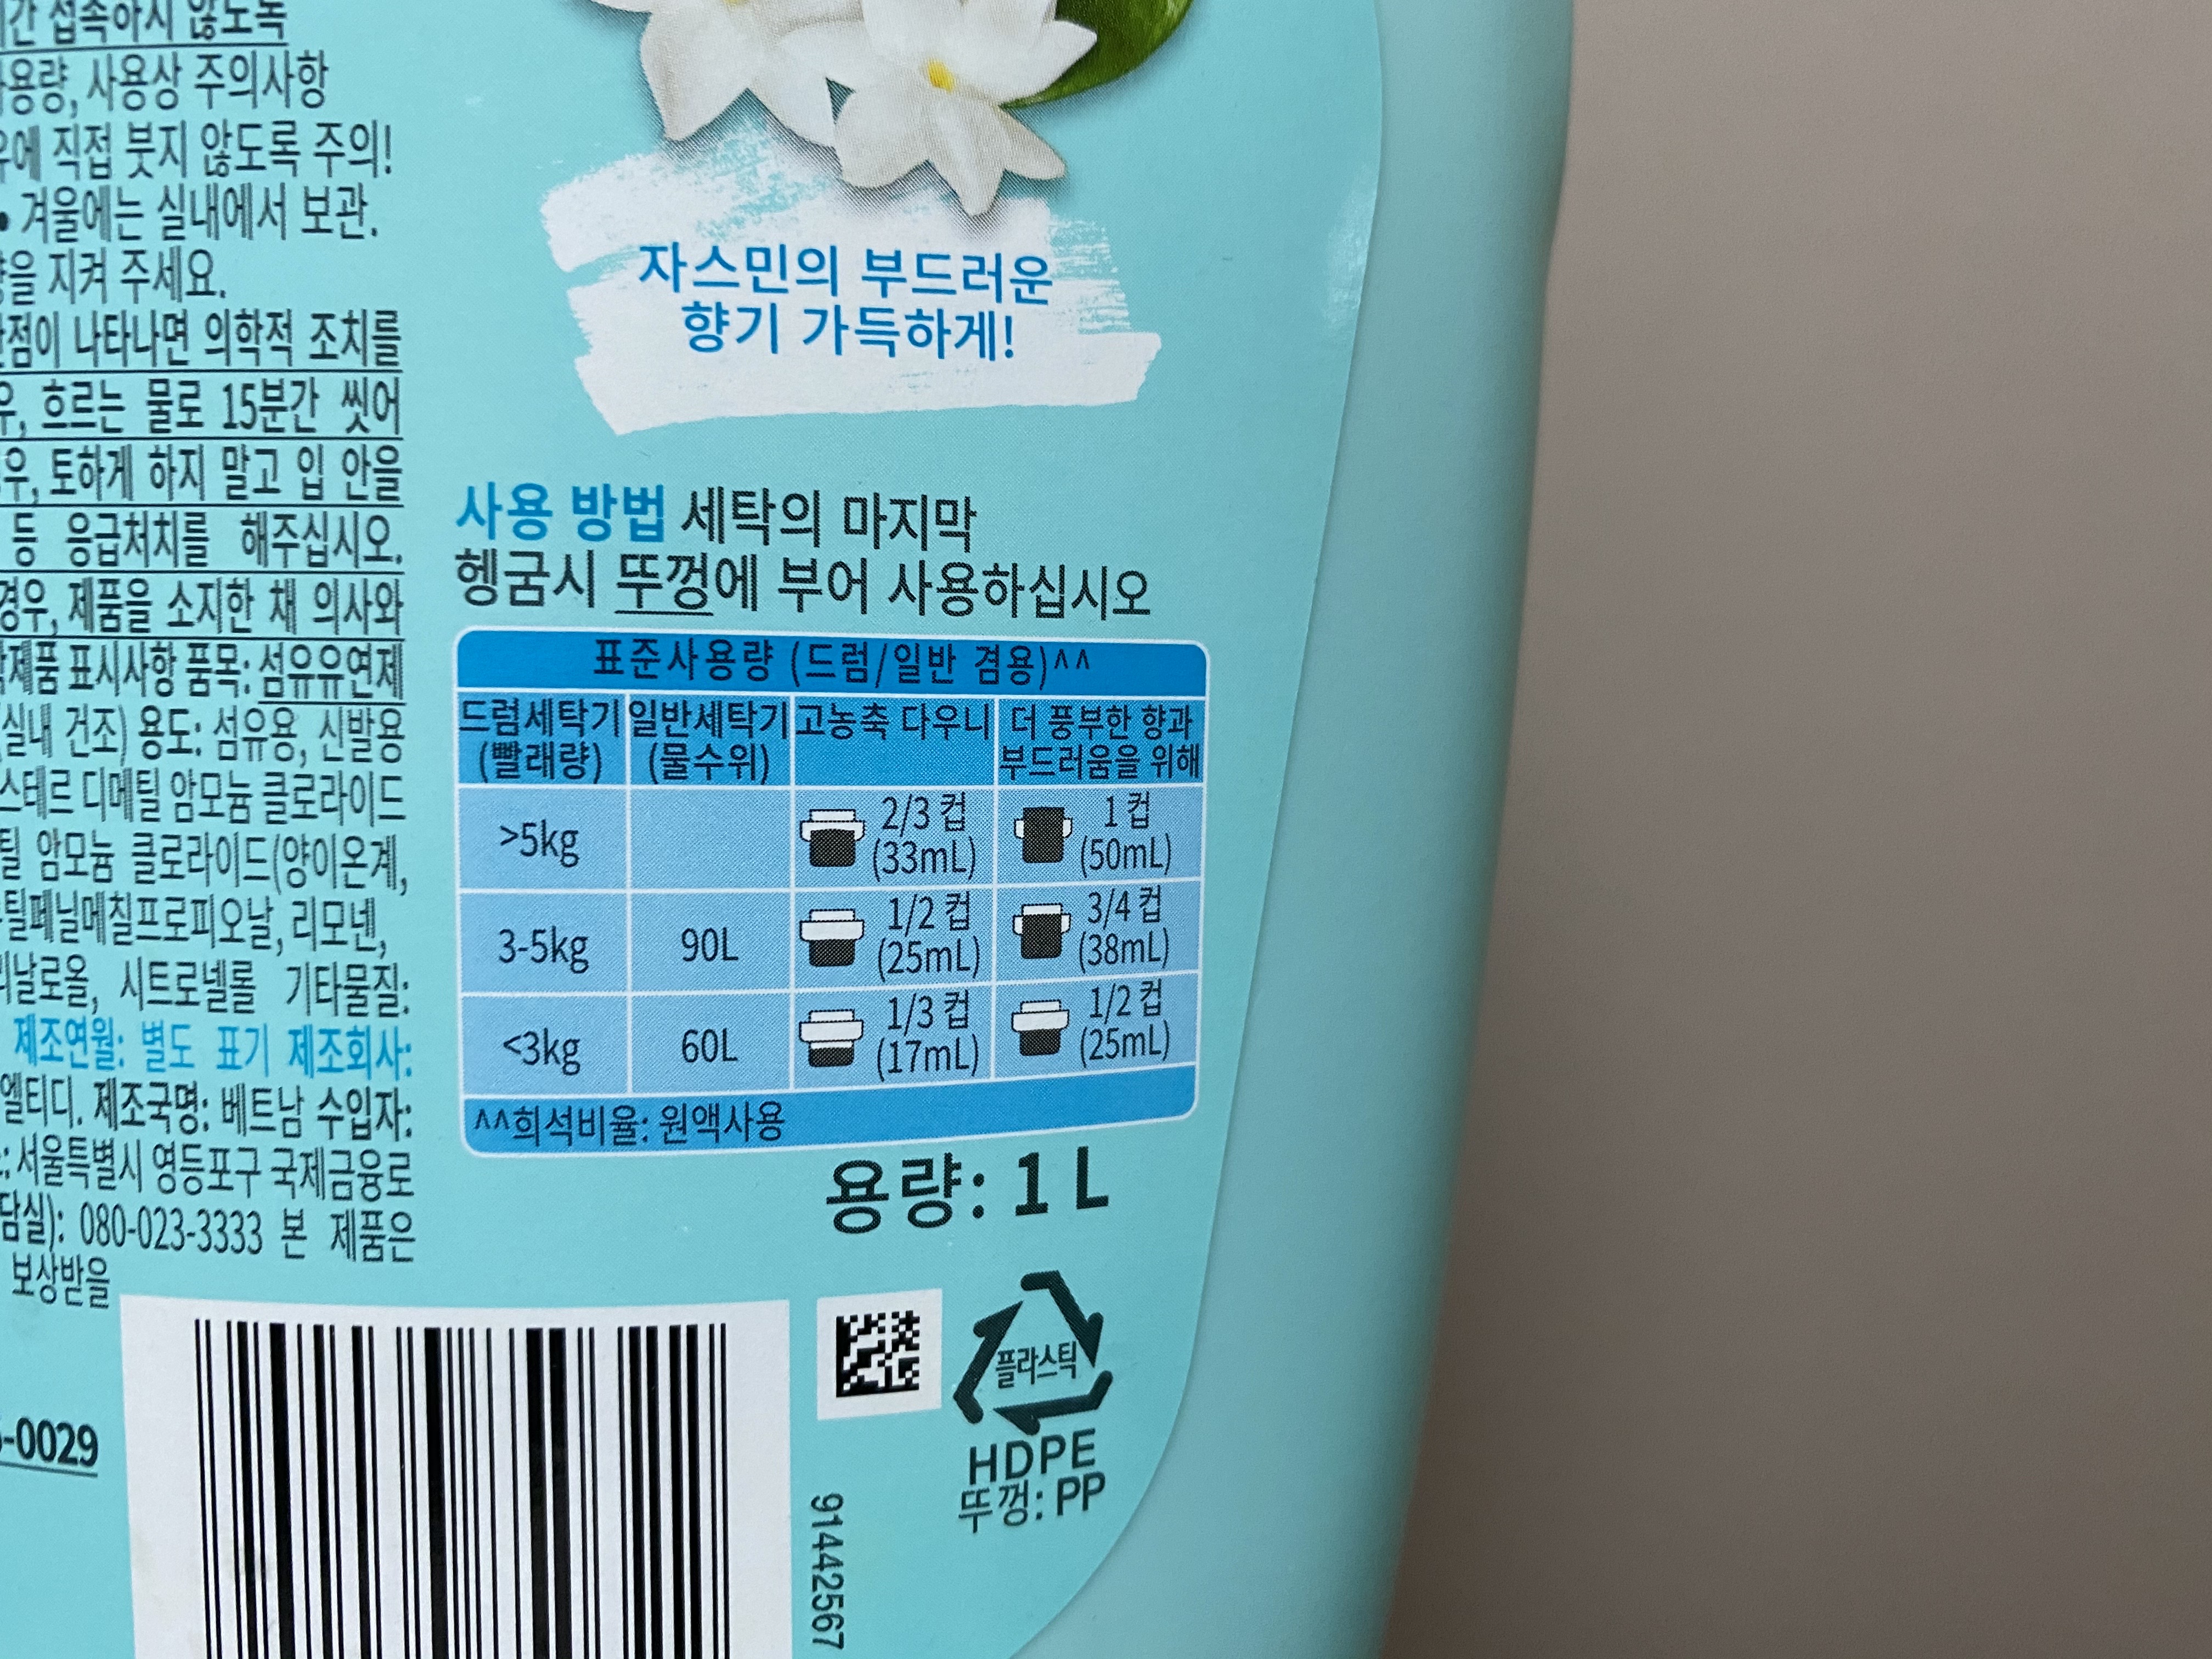 간 접촉하지 않도록
용량, 사용상 주의사항
에 직접 붓지 않도록 주의!
• 겨울에는 실내에서 보관.
을 지켜 주세요.
점이 나타나면 의학적 조치를
우, 흐르는 물로 15분간 씻어
우, 토하게 하지 말고 입 안을
등 응급처치를 해주십시오.
경우, 제품을 소지한 채 의사와
제품 표시사항 품목: 섬유유연제
(실내 건조) 용도: 섬유용, 신발용
스테르 디메틸 암모늄 클로라이드
틸 암모늄 클로라이드(양이온계,
틸페닐메칠프로피오날, 리모넨,
리날로올, 시트로넬롤 기타물질:
제조연월: 별도 표기 제조회사:
엘티디. 제조국명: 베트남 수입자:
: 서울특별시 영등포구 국제금융로
담실): 080-023-3333 본 제품은
보상받을
-0029
자스민의 부드러운
향기 가득하게!
사용 방법 세탁의 마지막
헹굼시 뚜껑에 부어 사용하십시오
표준사용량 (드럼/일반 겸용)^^
드럼세탁기 일반세탁기 고농축 다우니 더 풍부한 향과
(빨래량) (물수위) 부드러움을 위해
>5kg 2/3 컵 (33mL) 1 컵 (50mL)
3-5kg 90L 1/2 컵 (25mL) 3/4 컵 (38mL)
<3kg 60L 1/3 컵 (17mL) 1/2 컵 (25mL)
^^희석비율: 원액사용
용량: 1 L
플라스틱
HDPE
뚜껑: PP
91442567